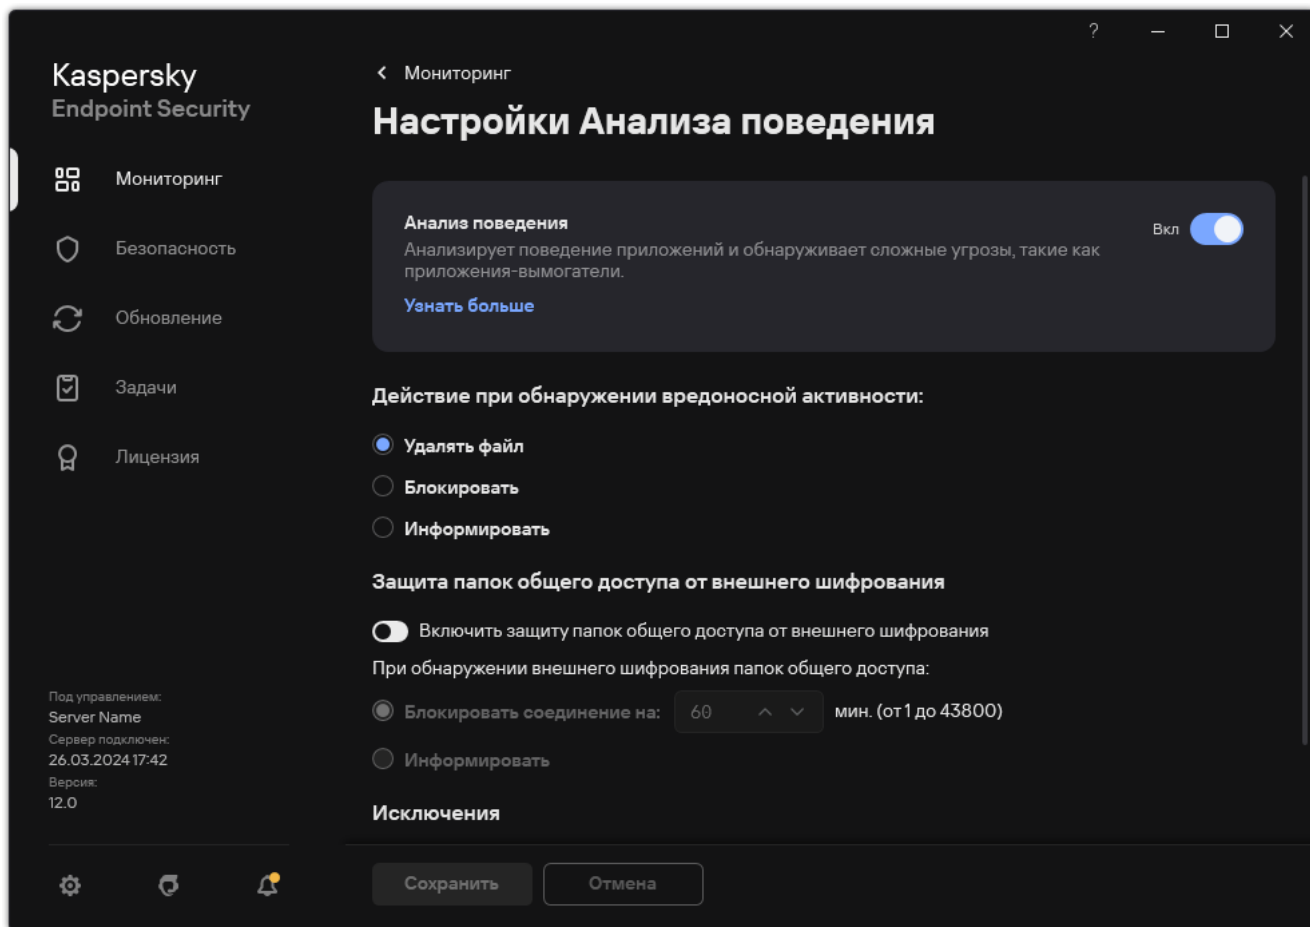 ?
Kaspersky
Endpoint Security
Мониторинг
Безопасность
Обновление
Задачи
Лицензия
Под управлением:
Server Name
Сервер подключен:
26.03.2024 17:42
Версия:
12.0
Мониторинг
Настройки Анализа поведения
Анализ поведения
Вкл
Анализирует поведение приложений и обнаруживает сложные угрозы, такие как
приложения-вымогатели.
Узнать больше
Действие при обнаружении вредоносной активности:
Удалять файл
Блокировать
Информировать
Защита папок общего доступа от внешнего шифрования
Включить защиту папок общего доступа от внешнего шифрования
При обнаружении внешнего шифрования папок общего доступа:
Блокировать соединение на: 60 мин. (от 1 до 43800)
Информировать
Исключения
Сохранить Отмена